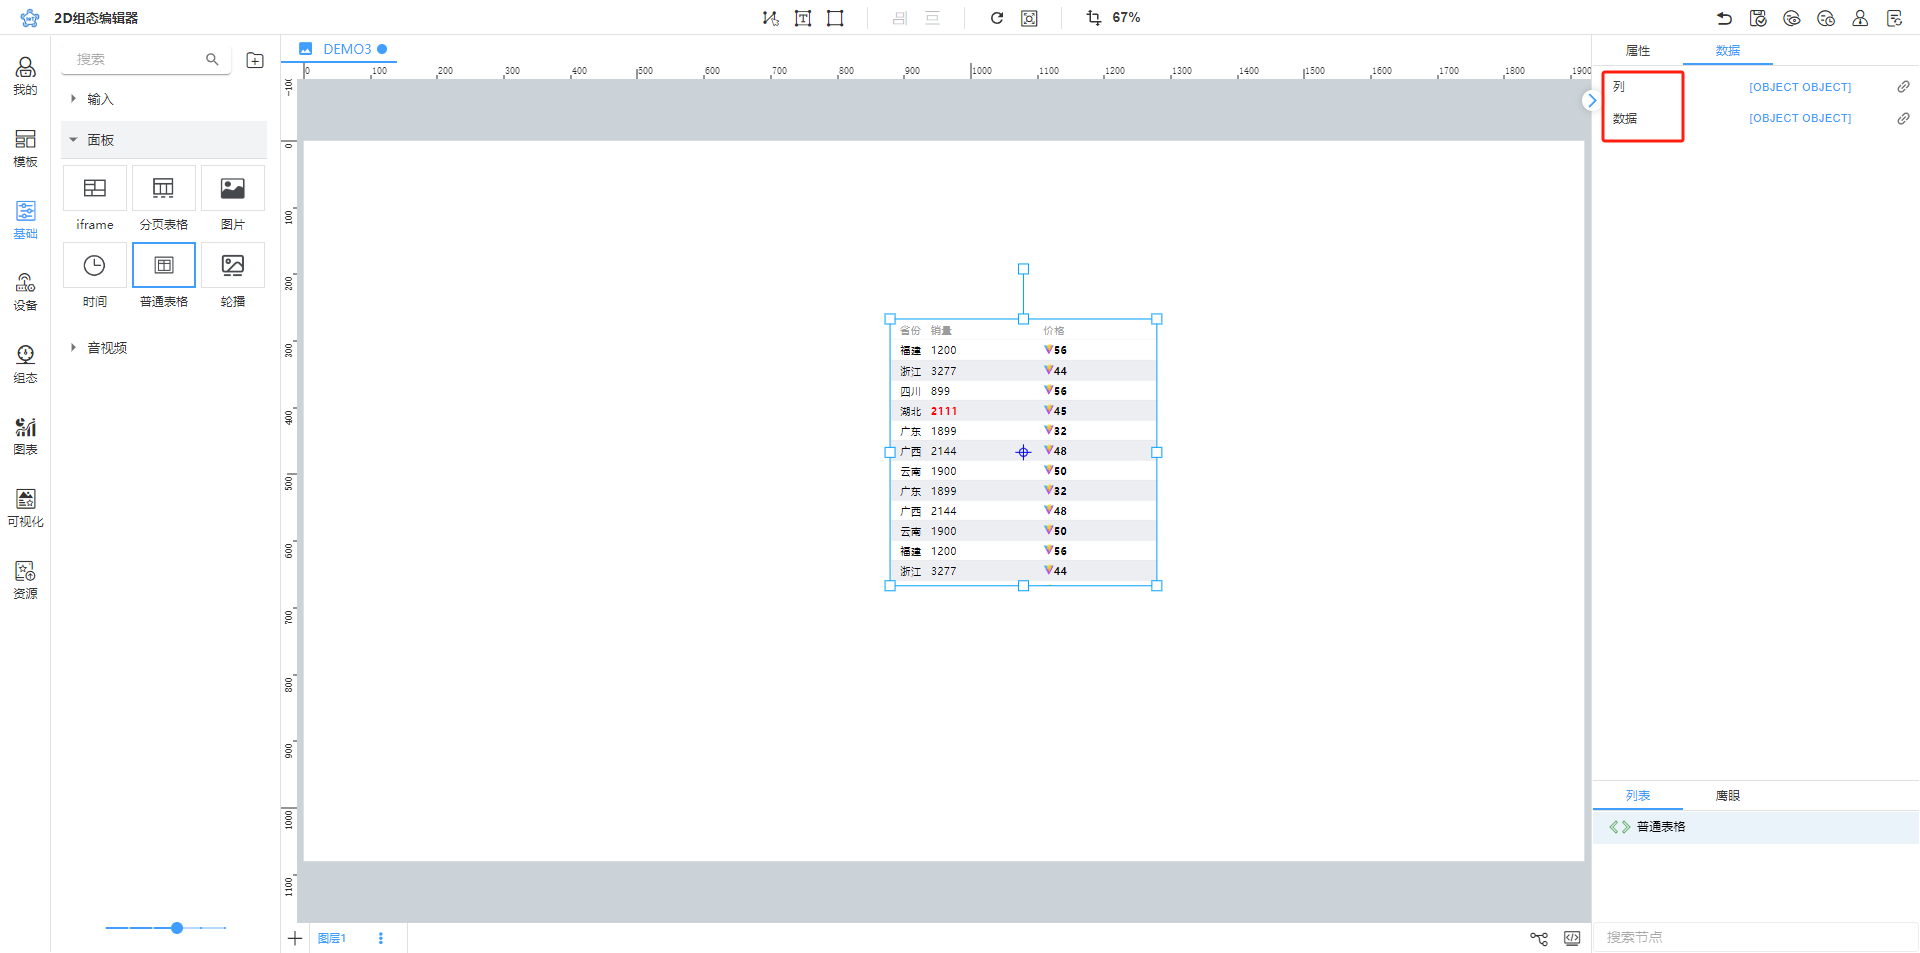 2D组态编辑器
67%
我的
模板
基础
设备
组态
图表
可视化
资源
搜索
输入
面板
iframe
分页表格
图片
时间
普通表格
轮播
音视频
DEMO3
0 100 200 300 400 500 600 700 800 900 1000 1100 1200 1300 1400 1500 1600 1700 1800 1900
-100
0
100
200
300
400
500
600
700
800
900
1000
1100
省份 销量 价格
福建 1200 56
浙江 3277 44
四川 899 56
湖北 2111 45
广东 1899 32
广西 2144 48
云南 1900 50
广东 1899 32
广西 2144 48
云南 1900 50
福建 1200 56
浙江 3277 44
图层1
属性 数据
列 [OBJECT OBJECT]
数据 [OBJECT OBJECT]
列表 鹰眼
普通表格
搜索节点